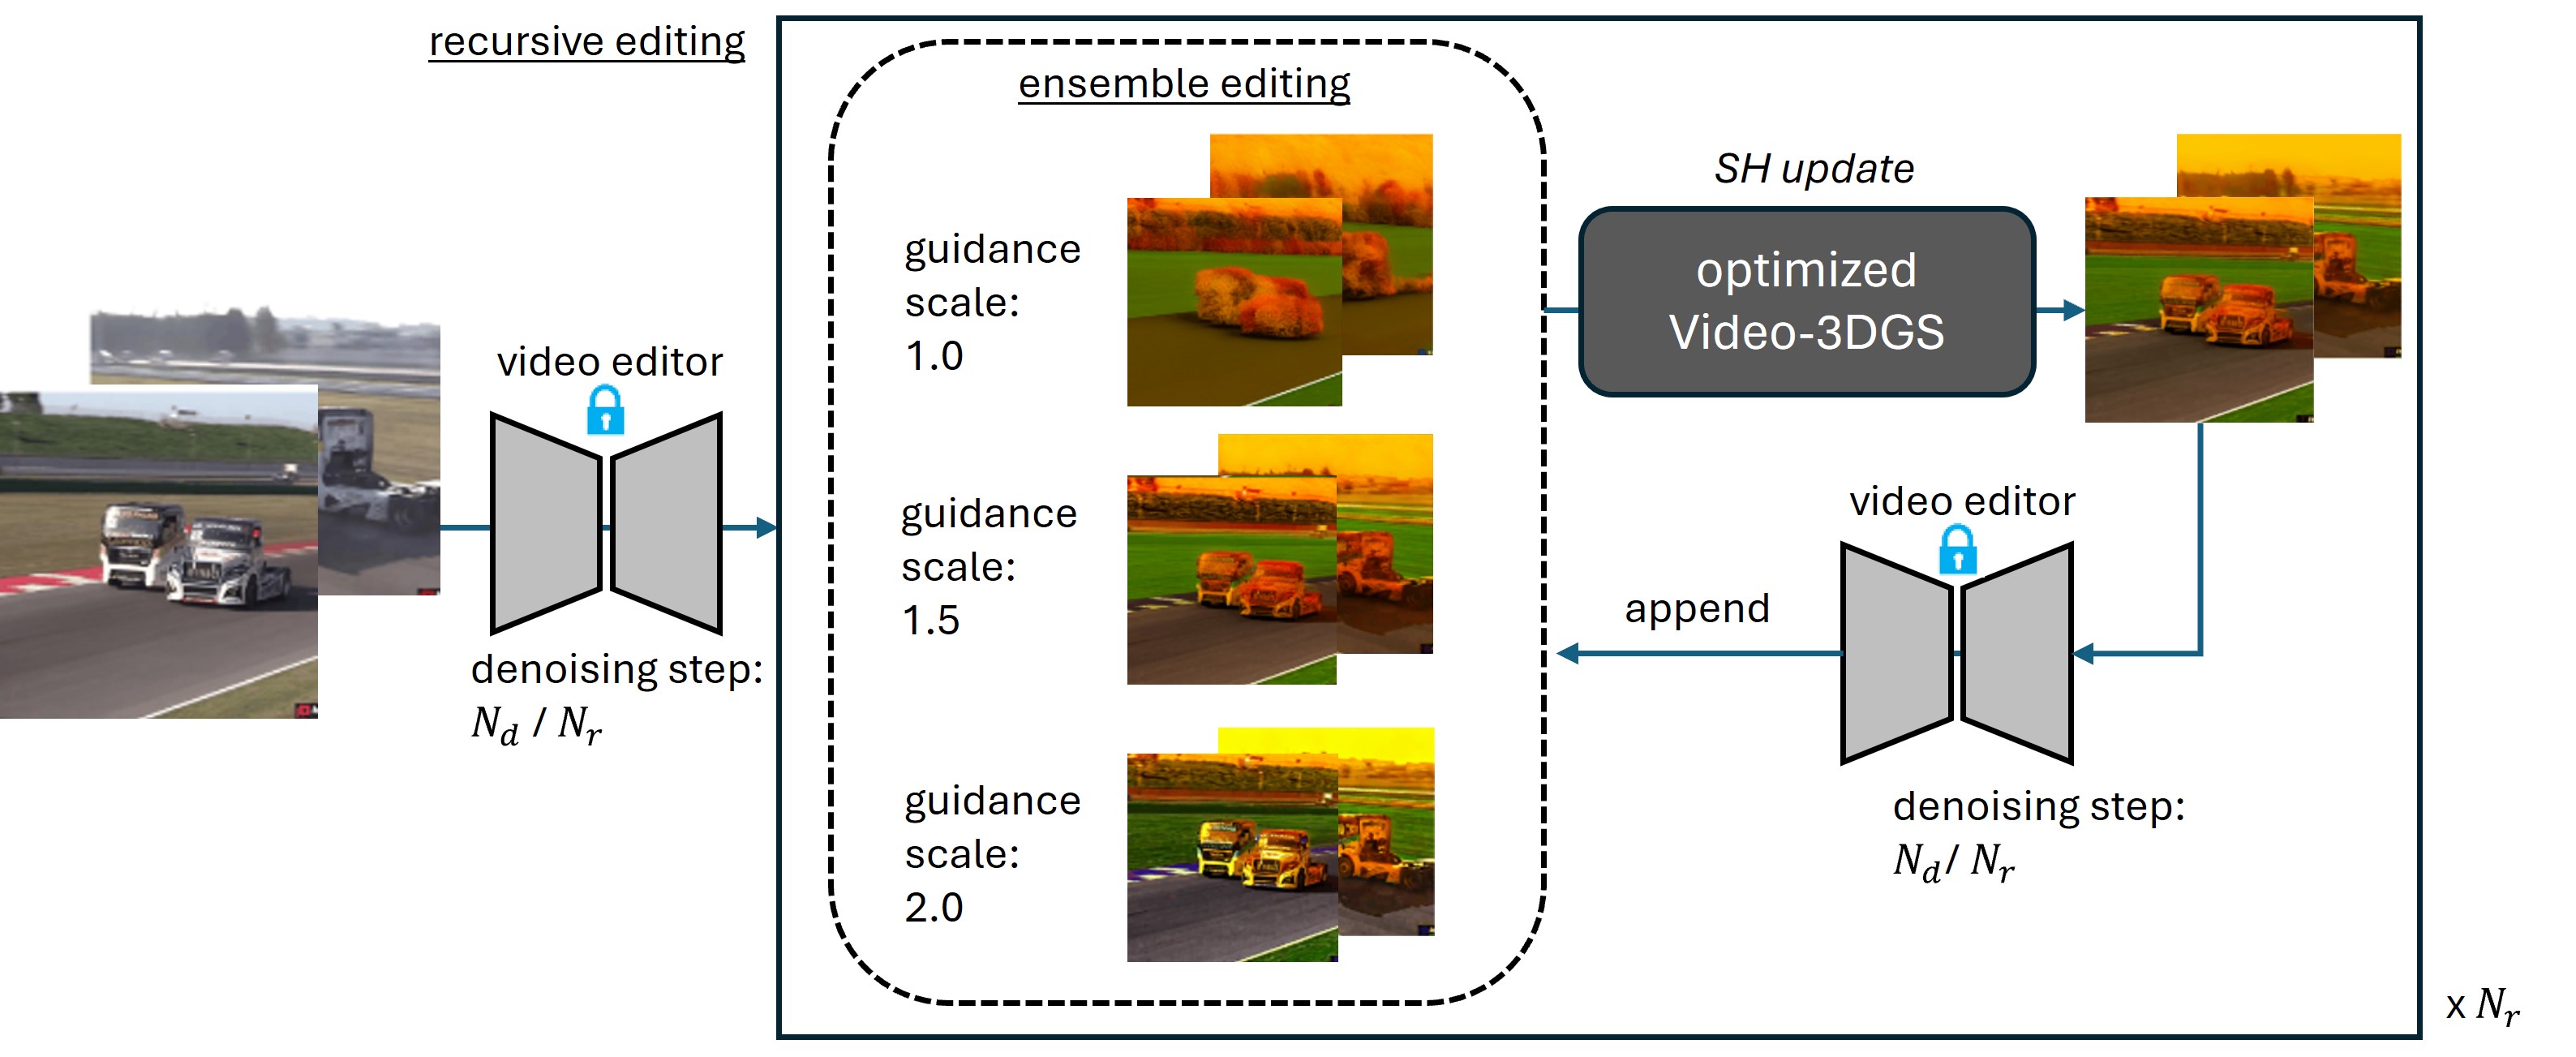 recursive editing
ensemble editing
guidance
scale:
1.0
guidance
scale:
1.5
guidance
scale:
2.0
video editor
denoising step:
N_d / N_r
SH update
optimized
Video-3DGS
video editor
append
denoising step:
N_d / N_r
x N_r